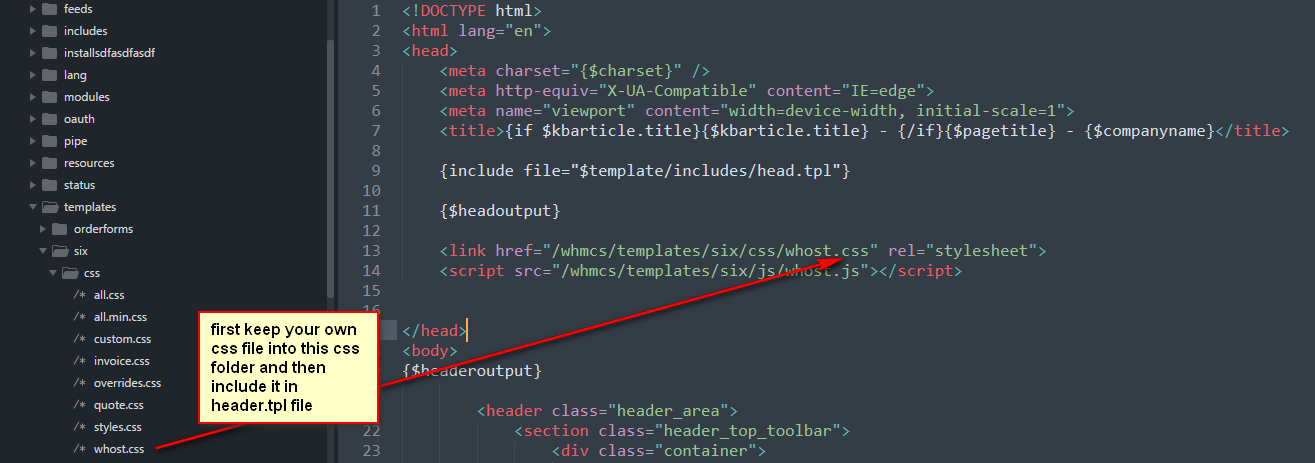 feeds
includes
installsdfasdfasdf
lang
modules
oauth
pipe
resources
status
templates
orderforms
six
css
/* all.css
/* all.min.css
/* custom.css
/* invoice.css
/* overrides.css
/* quote.css
/* styles.css
/* whost.css
first keep your own
css file into this css
folder and then
include it in
header.tpl file
1 <!DOCTYPE html>
2 <html lang="en">
3 <head>
4 <meta charset="{$charset}" />
5 <meta http-equiv="X-UA-Compatible" content="IE=edge">
6 <meta name="viewport" content="width=device-width, initial-scale=1">
7 <title>{if $kbarticle.title}{$kbarticle.title} - {/if}{$pagetitle} - {$companyname}</title>
8
9 {include file="$template/includes/head.tpl"}
10
11 {$headoutput}
12
13 <link href="/whmcs/templates/six/css/whost.css" rel="stylesheet">
14 <script src="/whmcs/templates/six/js/whost.js"></script>
15
16
</head>
<body>
{$headeroutput}
<header class="header_area">
22 <section class="header_top_toolbar">
23 <div class="container">